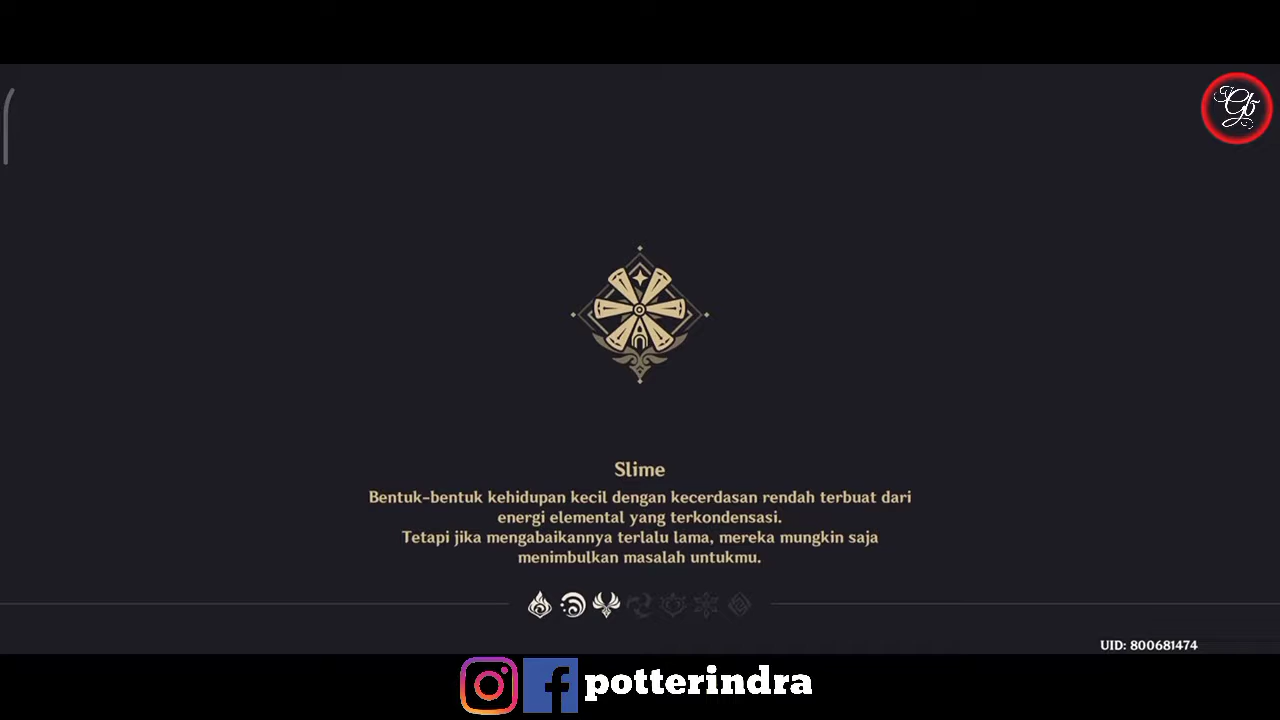 Gb
Slime
Bentuk-bentuk kehidupan kecil dengan kecerdasan rendah terbuat dari
energi elemental yang terkondensasi.
Tetapi jika mengabaikannya terlalu lama, mereka mungkin saja
menimbulkan masalah untukmu.
UID: 800681474
potterindra